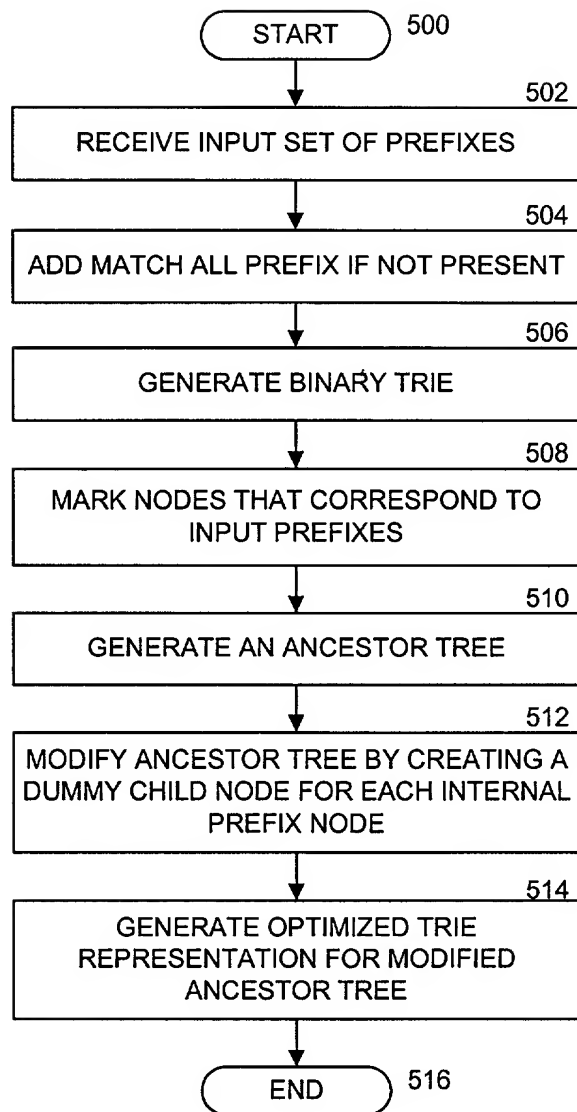 START 500
502
RECEIVE INPUT SET OF PREFIXES
504
ADD MATCH ALL PREFIX IF NOT PRESENT
506
GENERATE BINARY TRIE
508
MARK NODES THAT CORRESPOND TO
INPUT PREFIXES
510
GENERATE AN ANCESTOR TREE
512
MODIFY ANCESTOR TREE BY CREATING A
DUMMY CHILD NODE FOR EACH INTERNAL
PREFIX NODE
514
GENERATE OPTIMIZED TRIE
REPRESENTATION FOR MODIFIED
ANCESTOR TREE
END 516